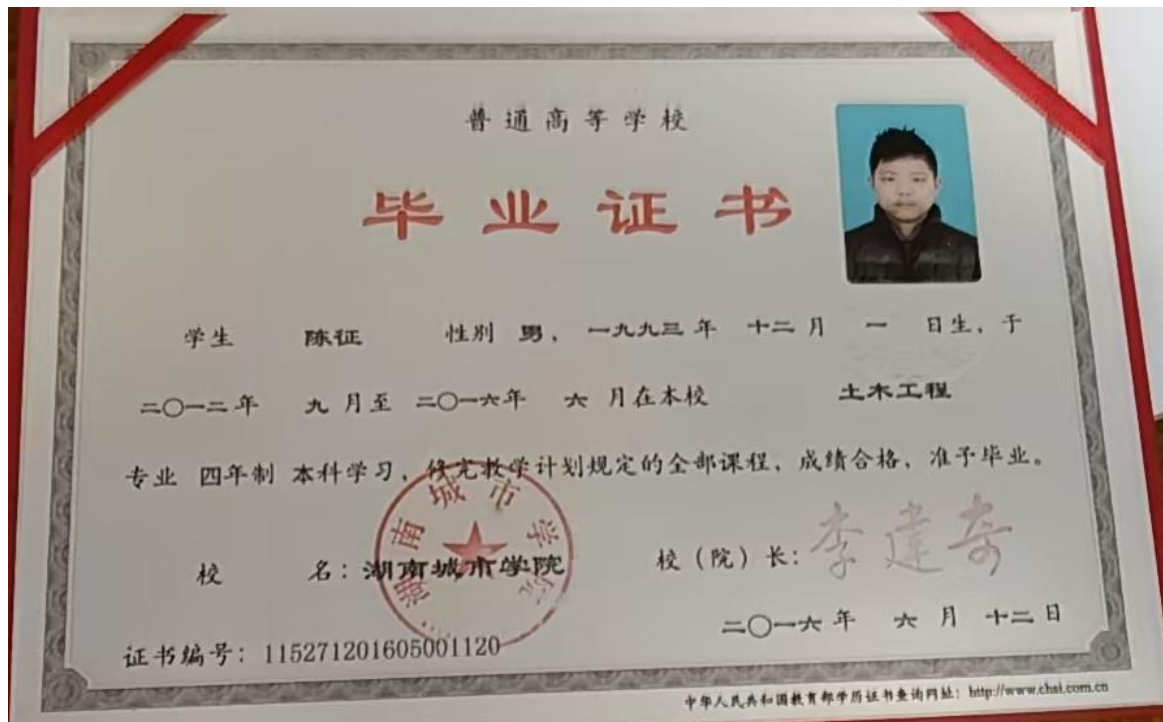 普通高等学校
毕业证书
学生 陈征 性别 男，一九九三年 十二月 一 日生，于
二〇一二年 九月至 二〇一六年 六月在本校 土木工程
专业 四年制 本科学习，修完教学计划规定的全部课程，成绩合格，准予毕业。
湖南城市学院
校 名：湖南城市学院 校（院）长：李建奇
二〇一六年 六月 十二日
证书编号：115271201605001120
中华人民共和国教育部学历证书查询网址：http://www.chsi.com.cn